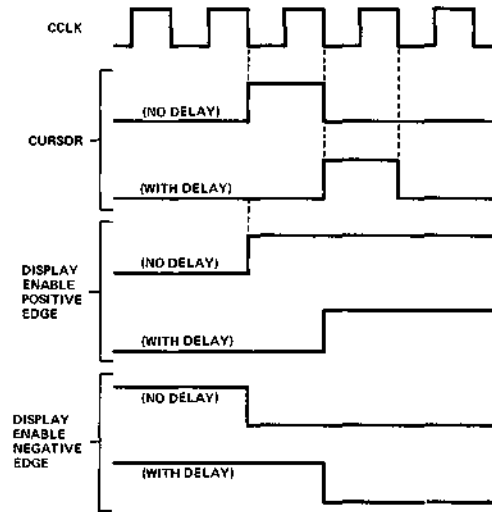 CCLK
(NO DELAY)
CURSOR
(WITH DELAY)
(NO DELAY)
DISPLAY
ENABLE
POSITIVE
EDGE
(WITH DELAY)
(NO DELAY)
DISPLAY
ENABLE
NEGATIVE
EDGE
(WITH DELAY)